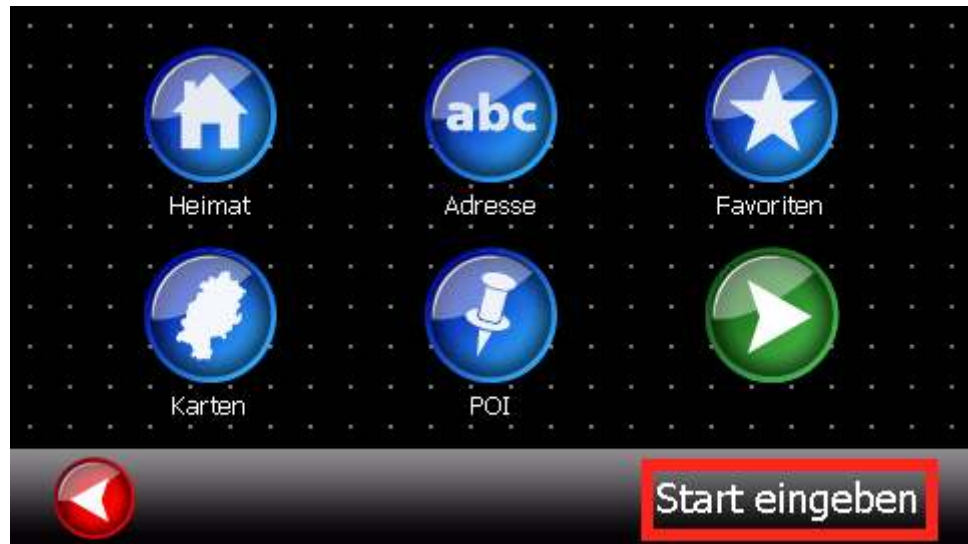 abc
Heimat
Adresse
Favoriten
Karten
POI
Start eingeben